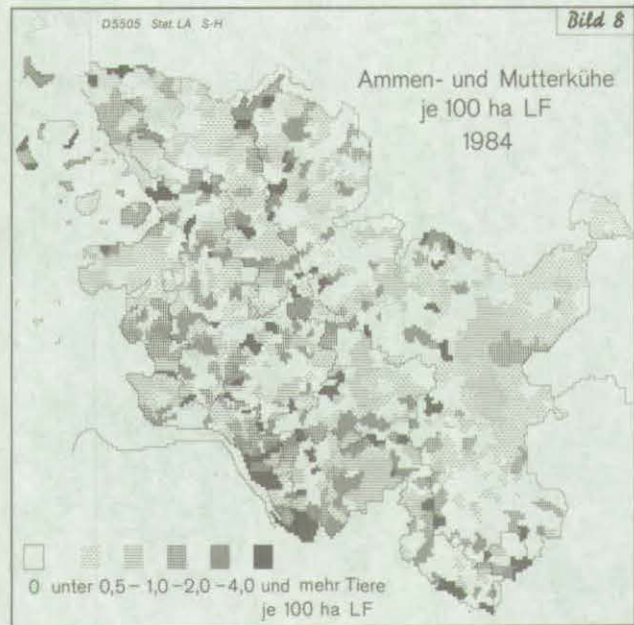 D5505 Stat. LA S-H
Bild 8
Ammen- und Mutterkühe
je 100 ha LF
1984
0 unter 0,5 – 1,0 – 2,0 – 4,0 und mehr Tiere
je 100 ha LF